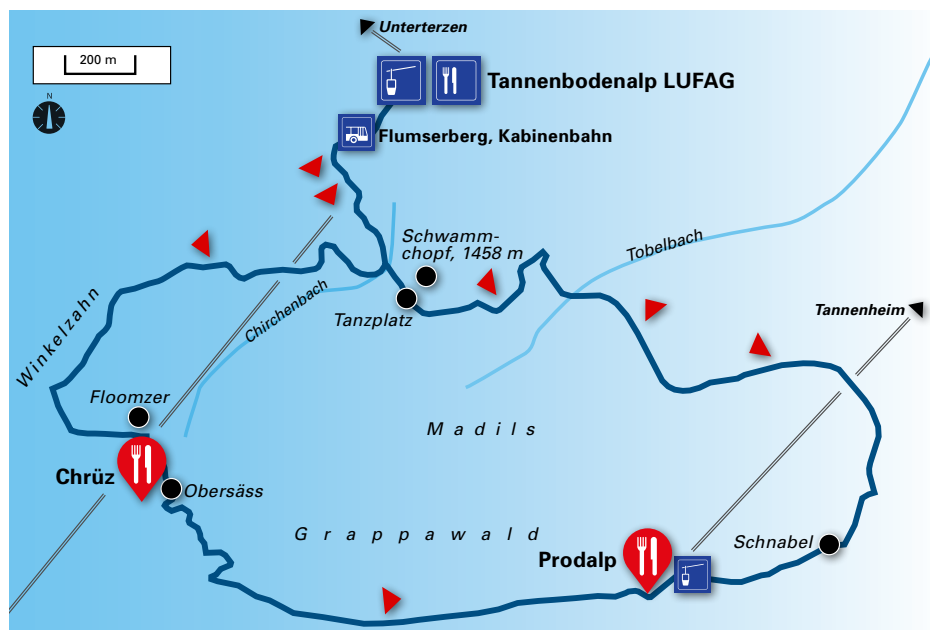 Unterterzen
200 m
N
Tannenbodenalp LUFAG
Flumserberg, Kabinenbahn
Schwamm-
chopf, 1458 m
Tobelbach
Tannenheim
Tanzplatz
Chirchenbach
Winkelzahn
Floomzer
Madils
Chrüz
Obersäss
Grappawald
Schnabel
Prodalp